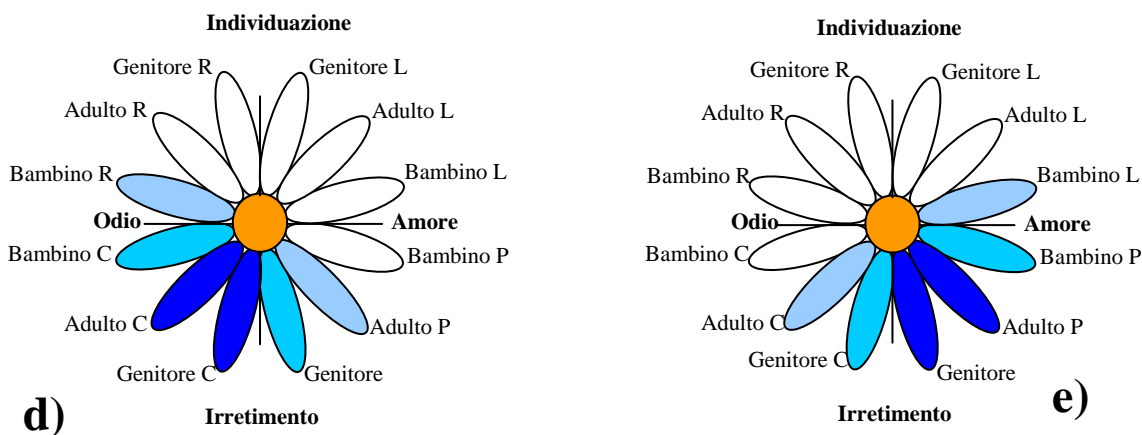 Individuazione
Genitore R
Genitore L
Adulto R
Adulto L
Bambino R
Bambino L
Odio
Amore
Bambino C
Bambino P
Adulto C
Adulto P
Genitore C
Genitore
Irretimento
d)
Individuazione
Genitore R
Genitore L
Adulto R
Adulto L
Bambino R
Bambino L
Odio
Amore
Bambino C
Bambino P
Adulto C
Adulto P
Genitore C
Genitore
Irretimento
e)